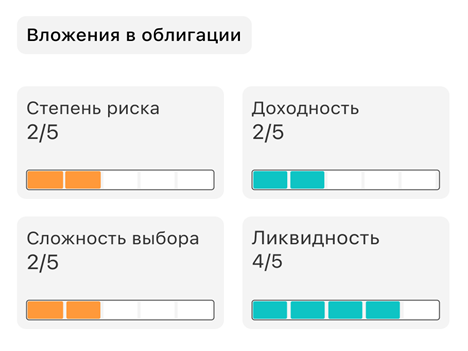 Вложения в облигации
Степень риска
2/5
Доходность
2/5
Сложность выбора
2/5
Ликвидность
4/5